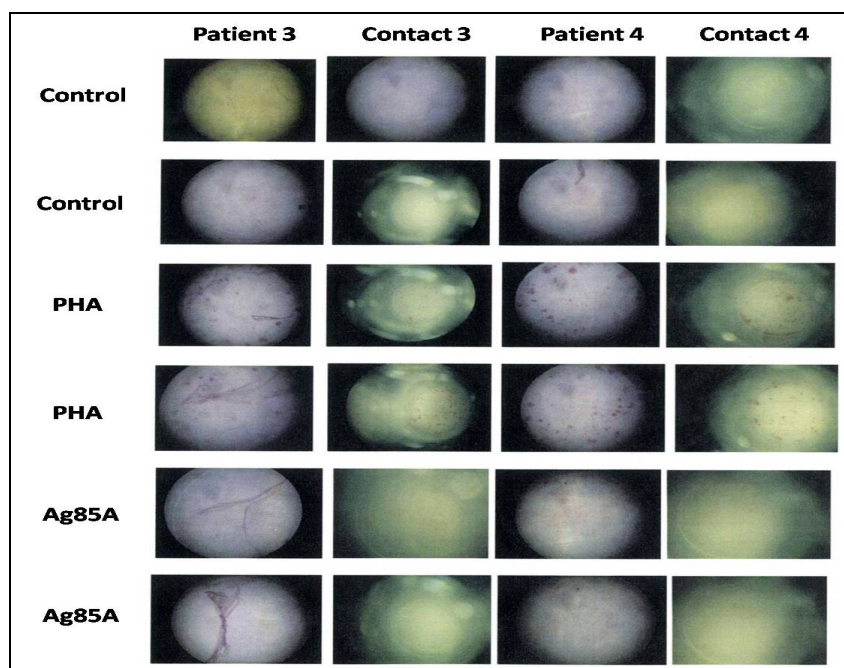 Patient 3 Contact 3 Patient 4 Contact 4
Control
Control
PHA
PHA
Ag85A
Ag85A